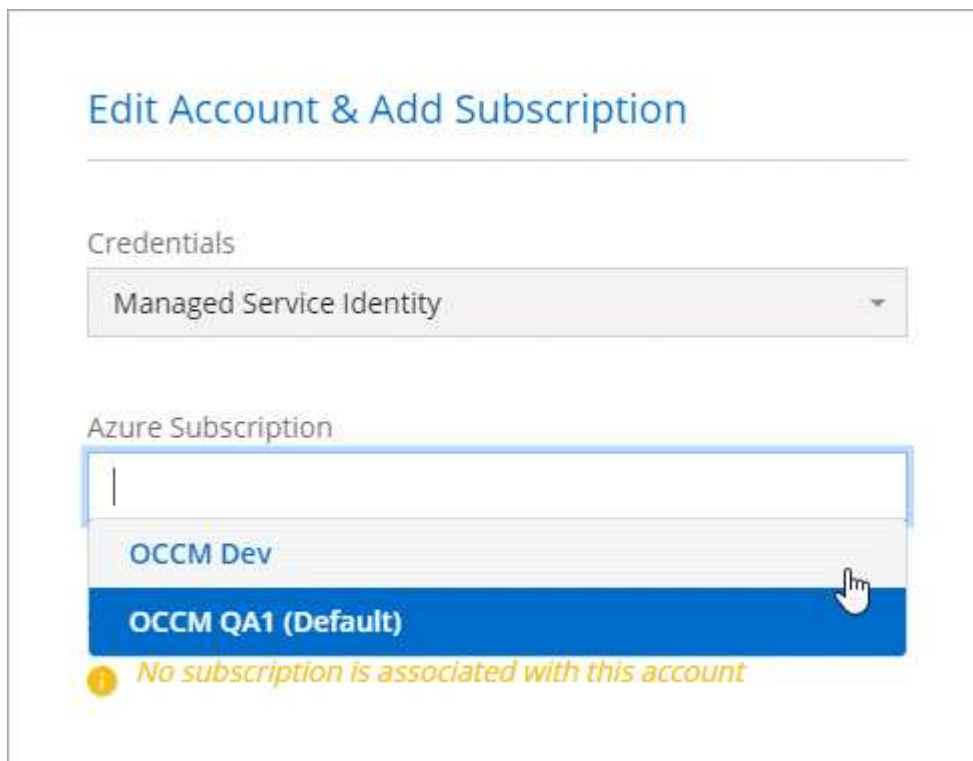 Edit Account & Add Subscription
Credentials
Managed Service Identity
Azure Subscription
OCCM Dev
OCCM QA1 (Default)
No subscription is associated with this account